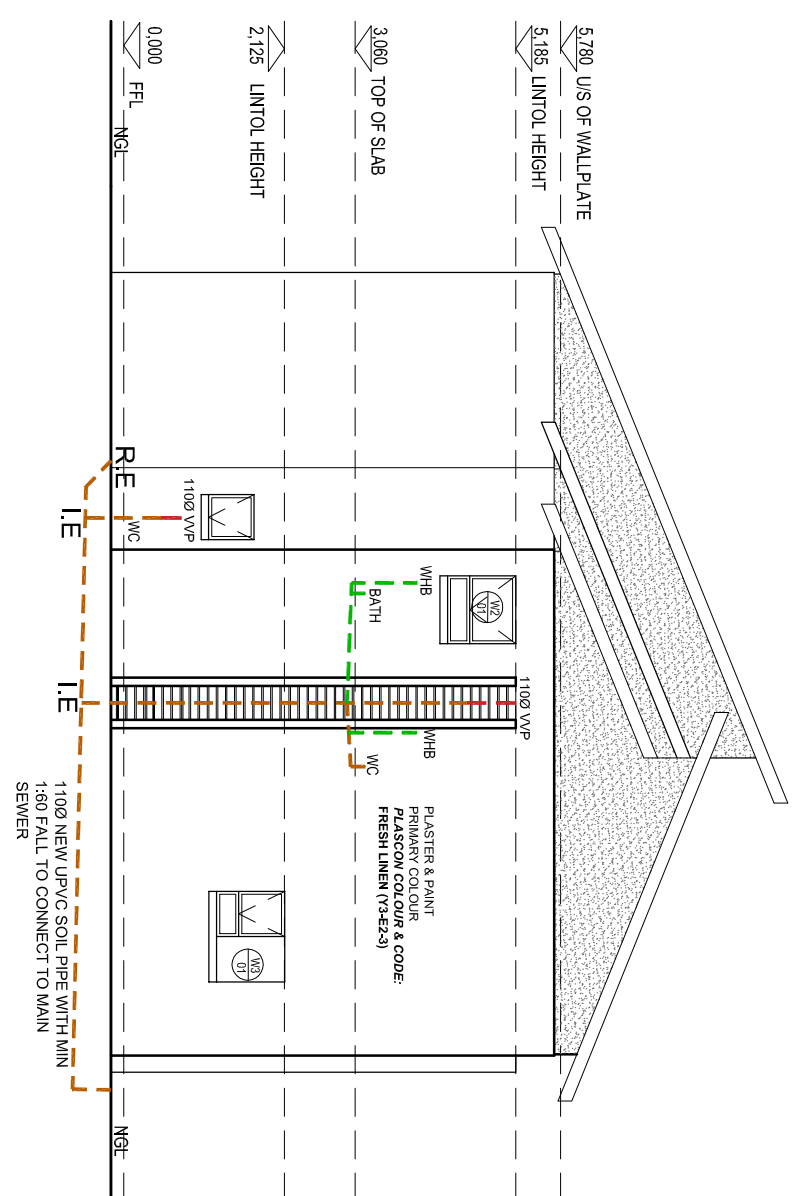 5,780 U/S OF WALLPLATE
5,185 LINTOL HEIGHT
3,060 TOP OF SLAB
2,125 LINTOL HEIGHT
0,000 FFL
NGL
110Ø VVP
WC
R.E
I.E
W2
01
WHB
BATH
110Ø VVP
WHB
WC
I.E
PLASTER & PAINT
PRIMARY COLOUR
PLASCON COLOUR & CODE:
FRESH LINEN (Y3-E2-3)
W3
01
110Ø NEW UPVC SOIL PIPE WITH MIN
1:60 FALL TO CONNECT TO MAIN
SEWER
NGL